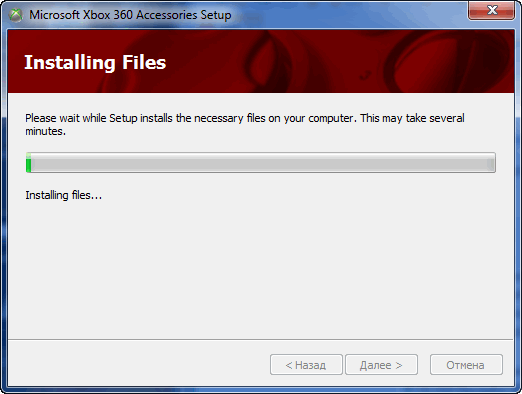 Microsoft Xbox 360 Accessories Setup
Installing Files
Please wait while Setup installs the necessary files on your computer. This may take several
minutes.
Installing files...
< Назад Далее > Отмена